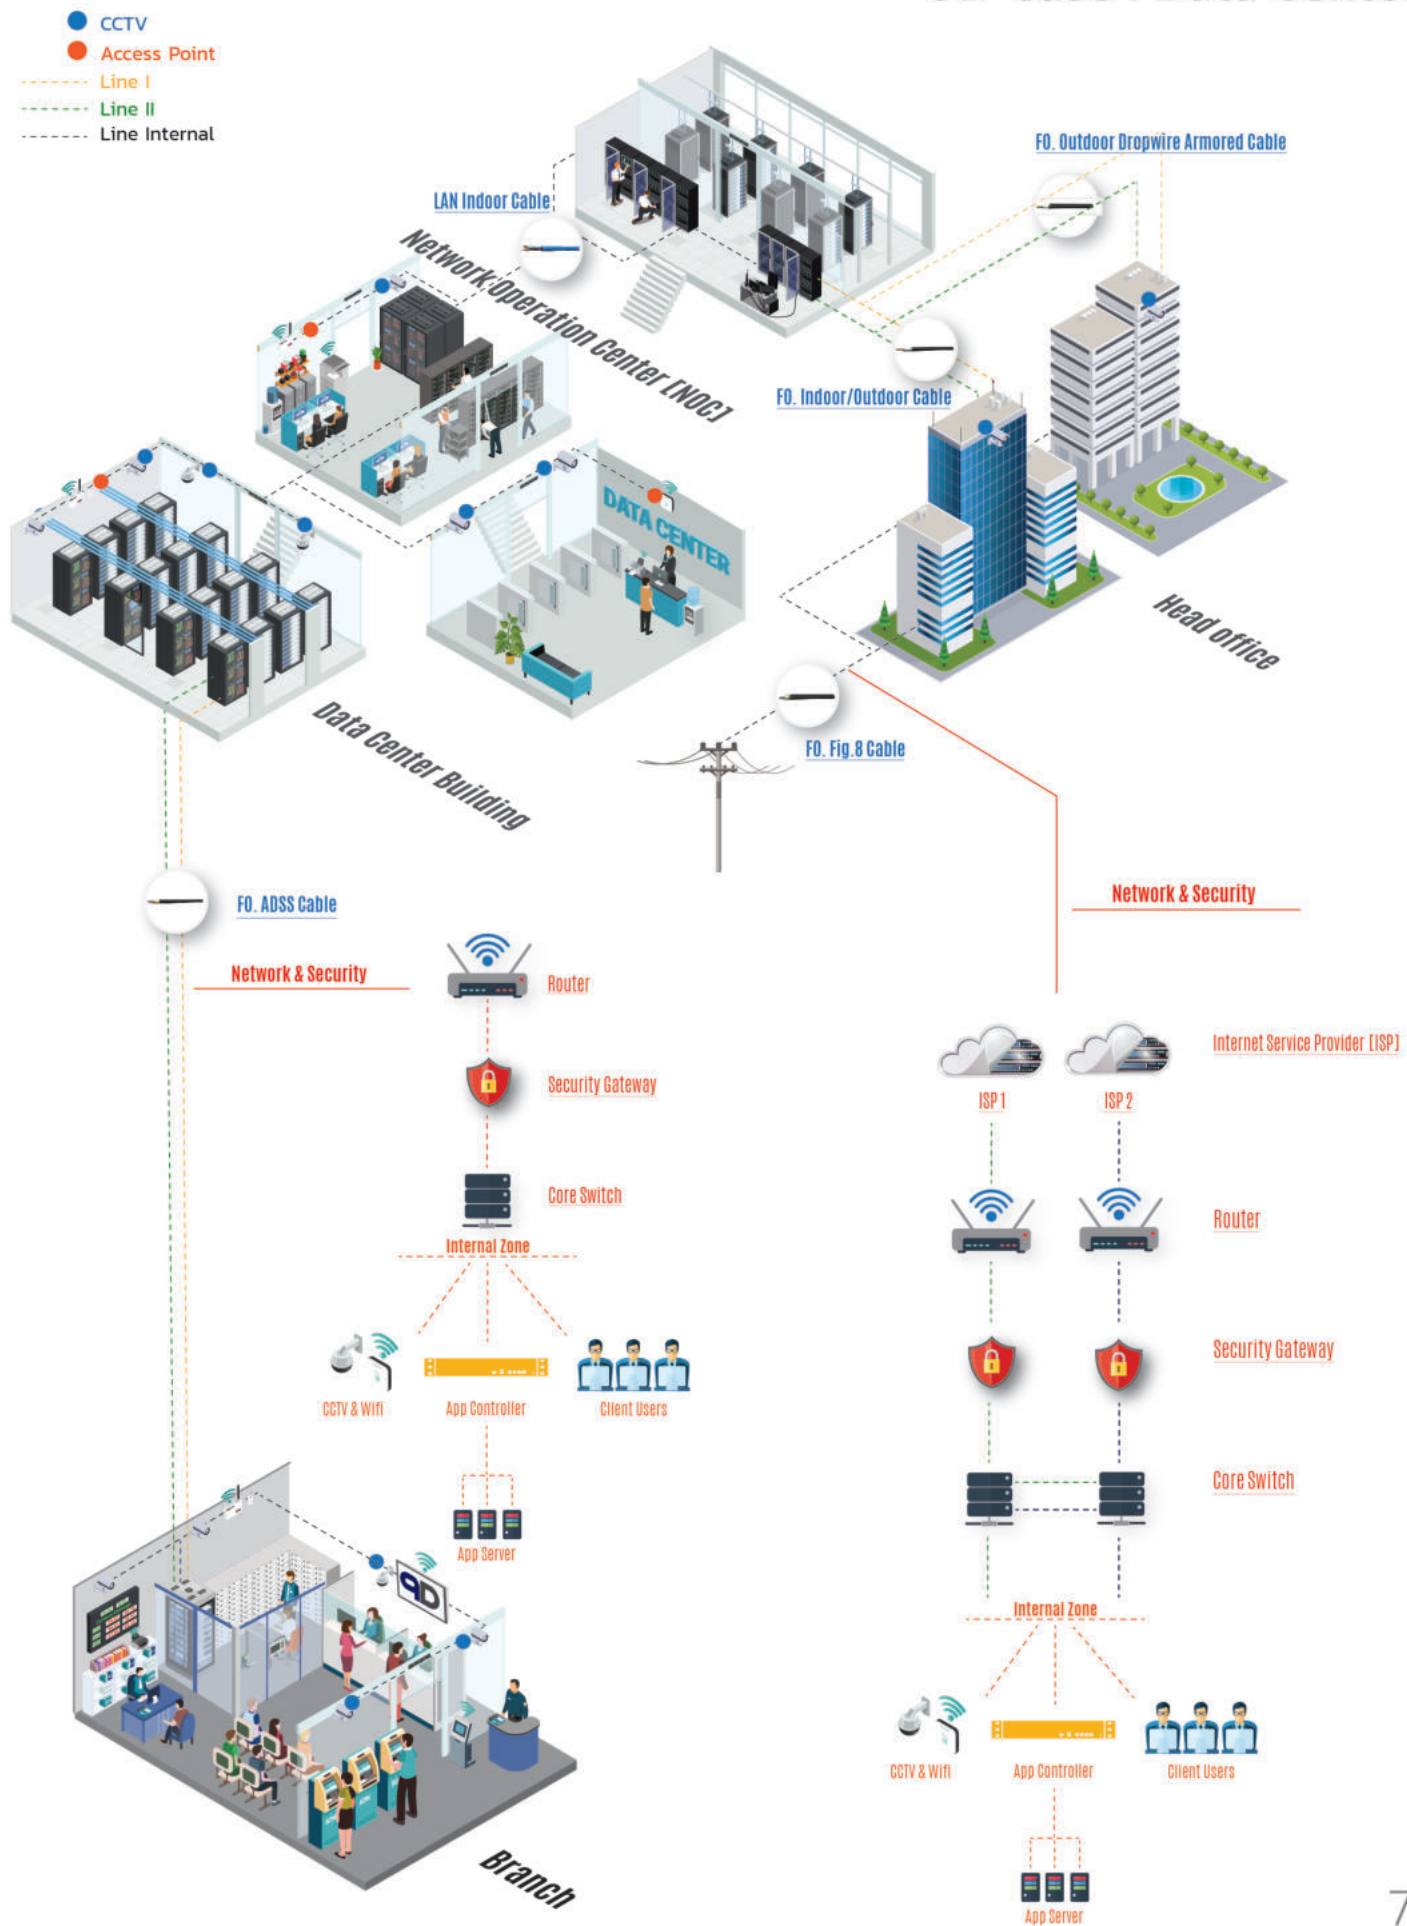 CCTV
Access Point
Line I
Line II
Line Internal
FO. Outdoor Dropwire Armored Cable
LAN Indoor Cable
Network Operation Center [NOC]
FO. Indoor/Outdoor Cable
DATA CENTER
Head office
Data Center Building
FO. Fig.8 Cable
Network & Security
FO. ADSS Cable
Network & Security
Router
Security Gateway
Core Switch
Internal Zone
CCTV & Wifi
App Controller
Client Users
App Server
Internet Service Provider [ISP]
ISP 1
ISP 2
Router
Security Gateway
Core Switch
Internal Zone
CCTV & Wifi
App Controller
Client Users
App Server
Branch
7